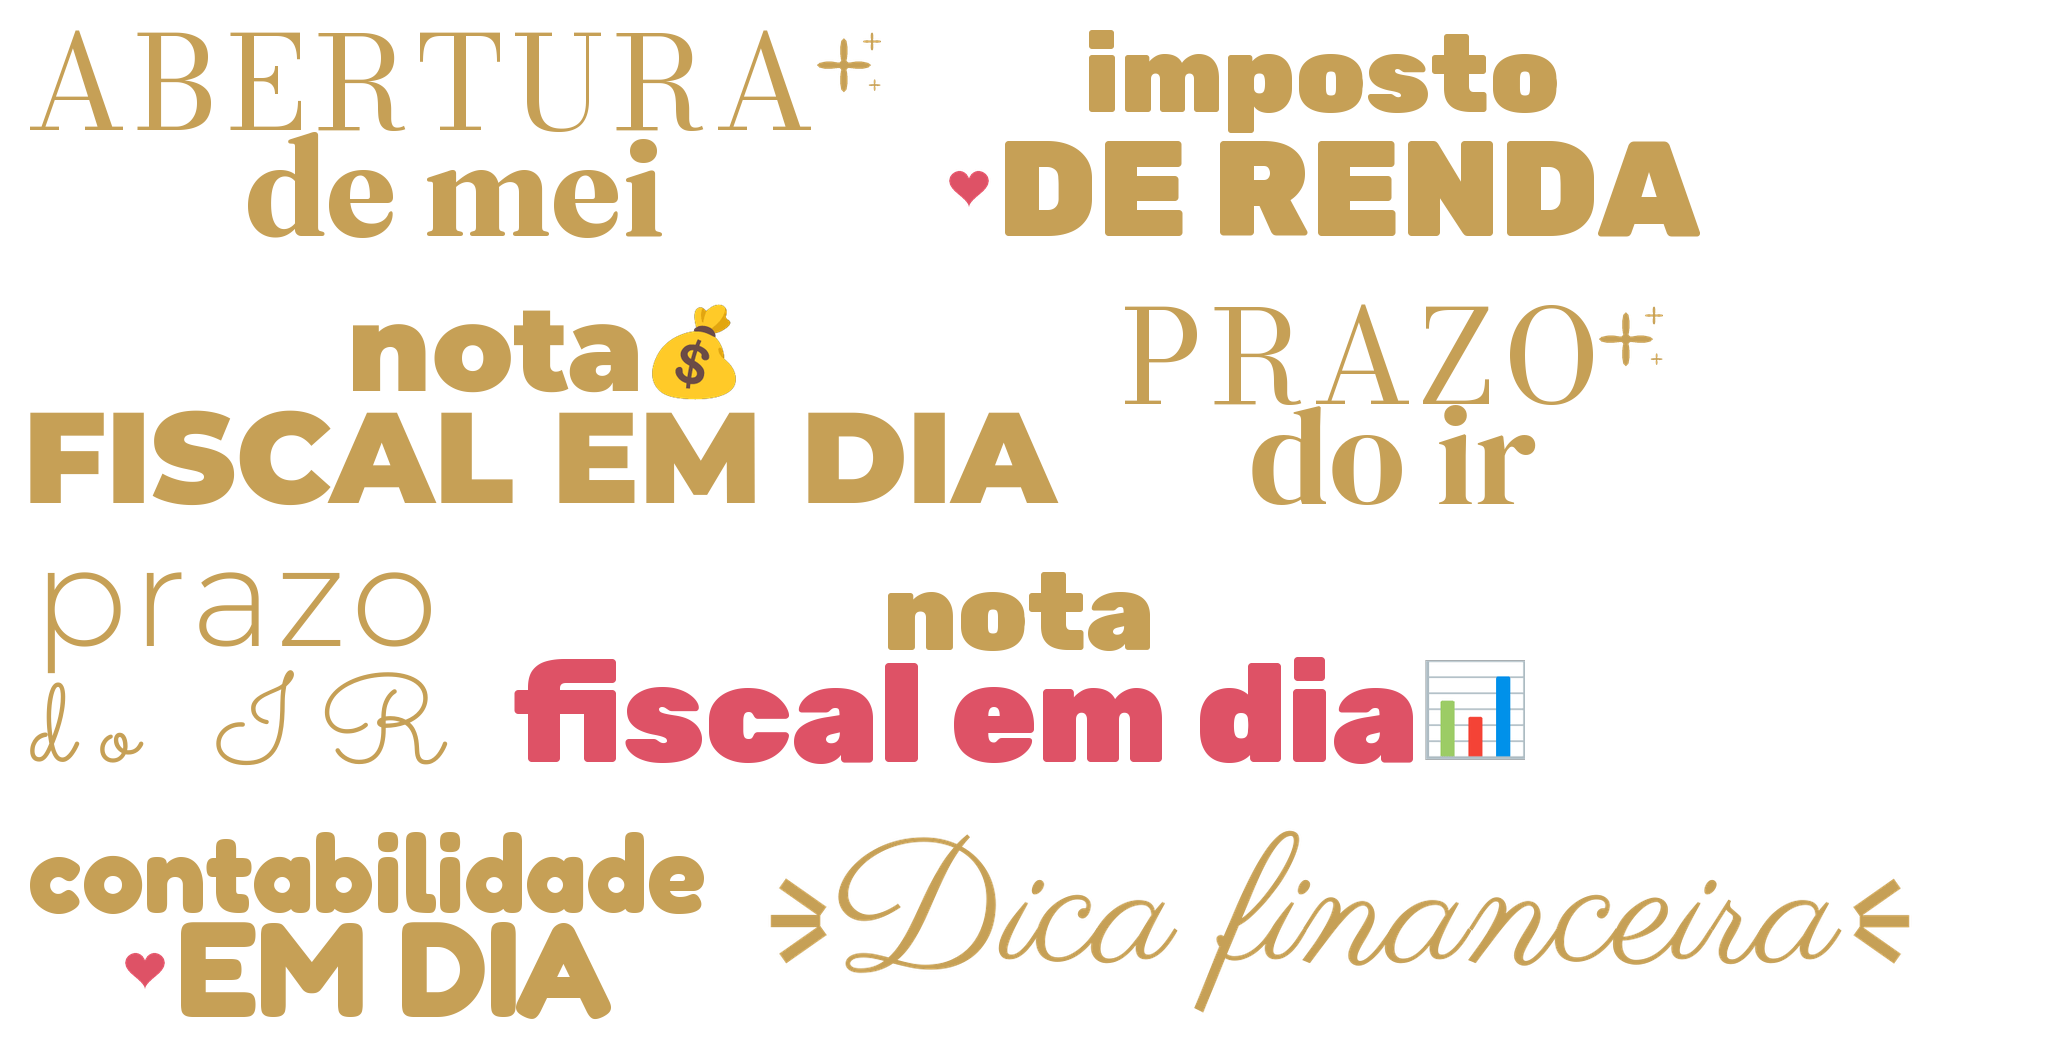 ABERTURA
de mei
imposto
DE RENDA
nota
FISCAL EM DIA
PRAZO
do ir
prazo
do IR
nota
fiscal em dia
contabilidade
EM DIA
Dica financeira